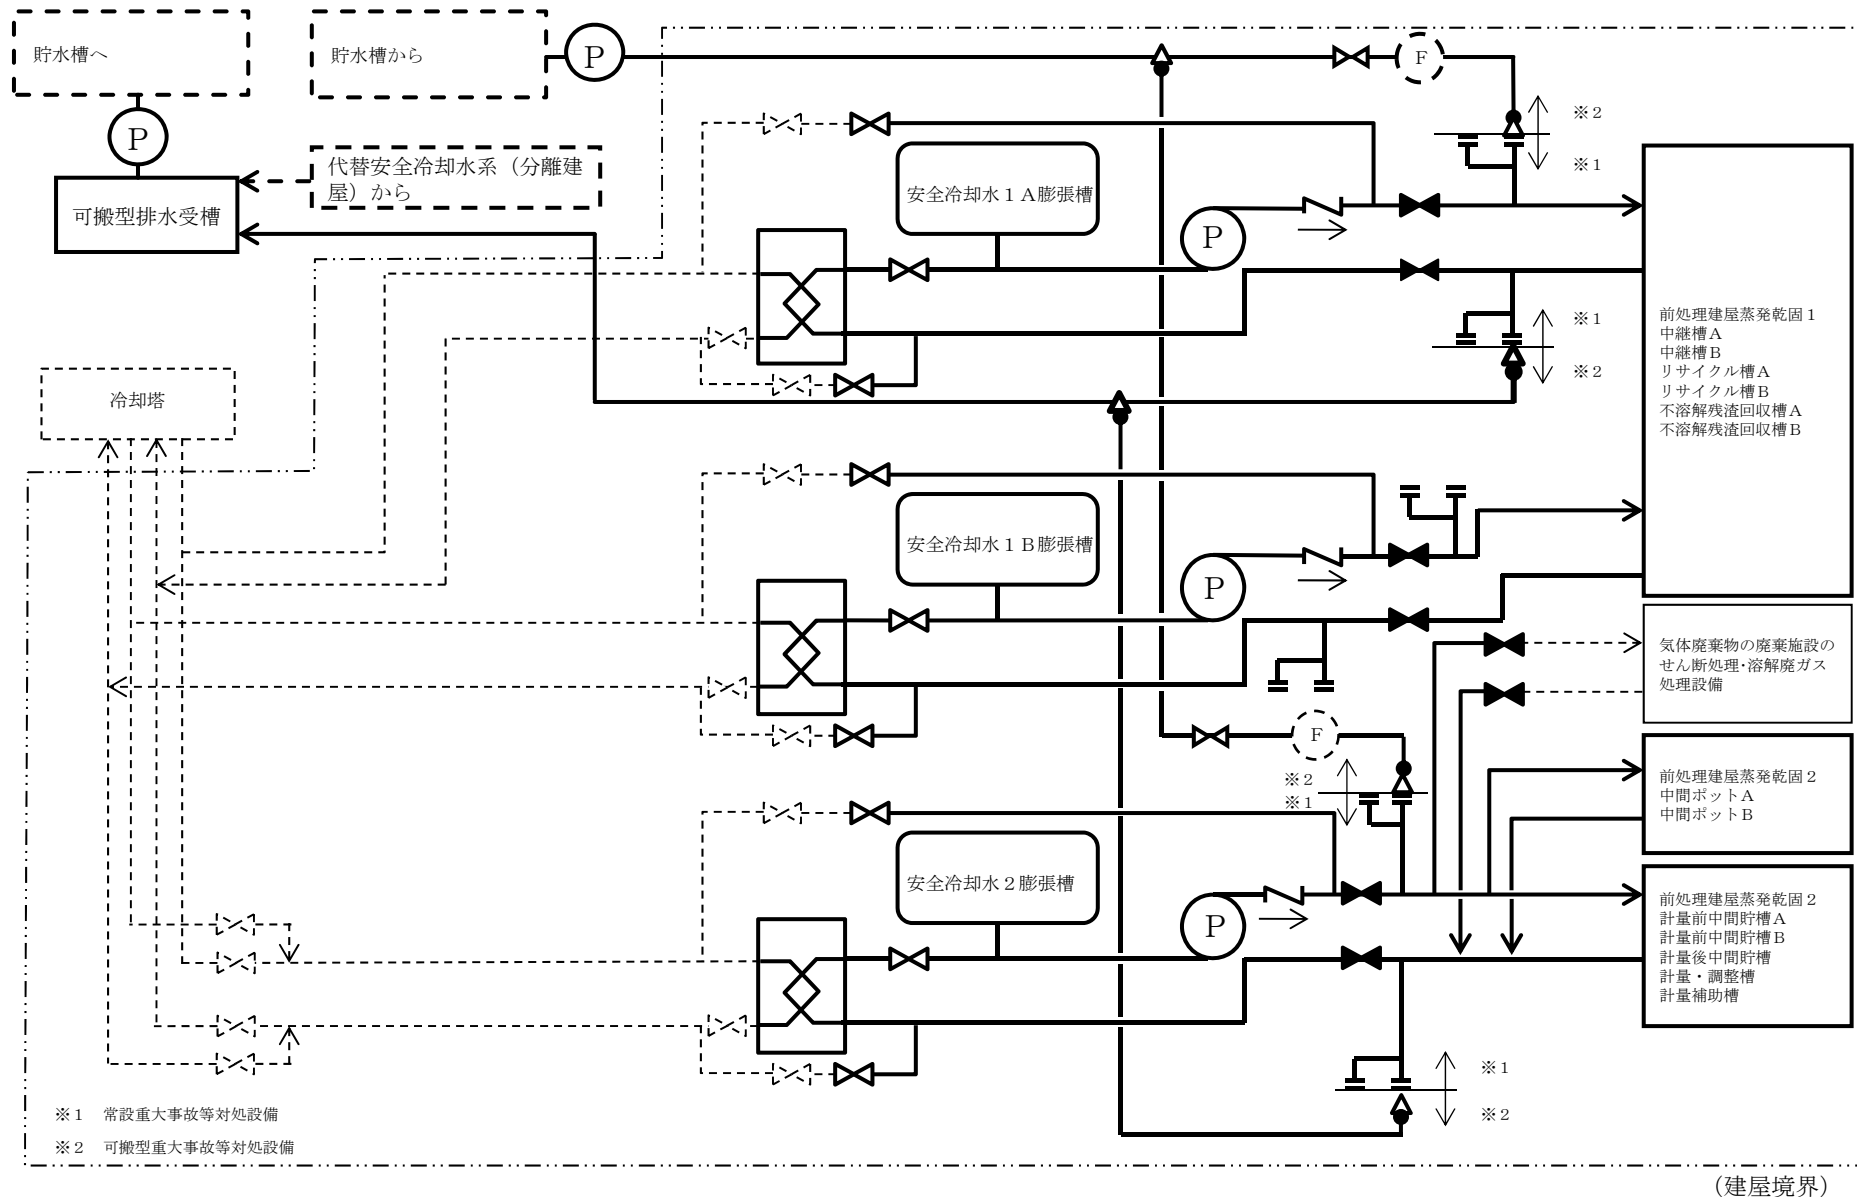 貯水槽へ
貯水槽から
P
F
P
※2
※1
代替安全冷却水系（分離建
屋）から
可搬型排水受槽
安全冷却水１Ａ膨張槽
P
※1
※2
前処理建屋蒸発乾固１
中継槽Ａ
中継槽Ｂ
リサイクル槽Ａ
リサイクル槽Ｂ
不溶解残渣回収槽Ａ
不溶解残渣回収槽Ｂ
冷却塔
安全冷却水１Ｂ膨張槽
P
気体廃棄物の廃棄施設の
せん断処理･溶解廃ガス
処理設備
F
※2
※1
前処理建屋蒸発乾固２
中間ポットＡ
中間ポットＢ
安全冷却水２膨張槽
P
前処理建屋蒸発乾固２
計量前中間貯槽Ａ
計量前中間貯槽Ｂ
計量後中間貯槽
計量・調整槽
計量補助槽
※1
※2
※１　常設重大事故等対処設備
※２　可搬型重大事故等対処設備
（建屋境界）